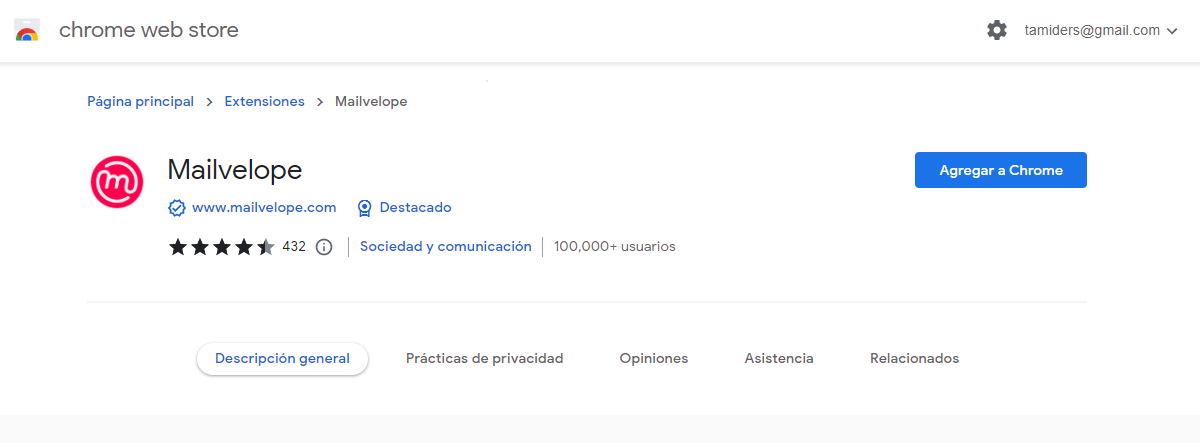 chrome web store tamiders@gmail.com
Página principal > Extensiones > Mailvelope
Mailvelope
Agregar a Chrome
www.mailvelope.com Destacado
432 Sociedad y comunicación 100,000+ usuarios
Descripción general Prácticas de privacidad Opiniones Asistencia Relacionados